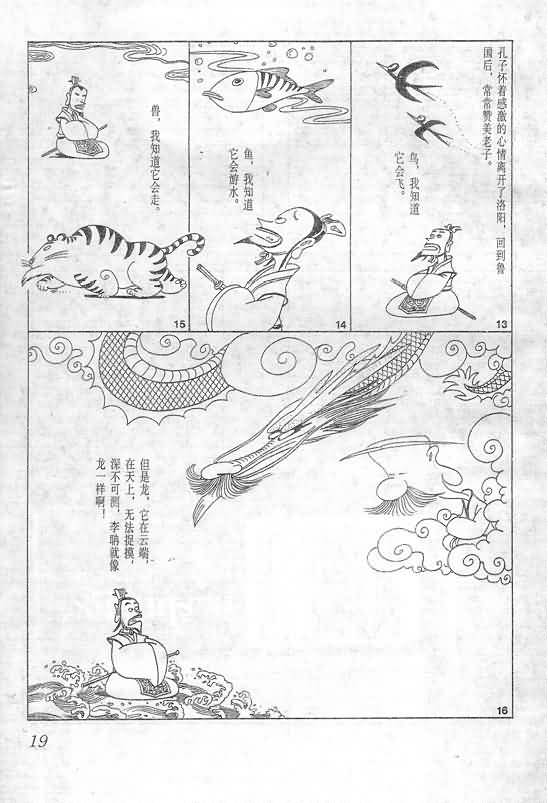 孔子怀着感激的心情离开了洛阳，回到鲁
国后，常常赞美老子。
鸟，我知道
它会飞。
13
鱼，我知道
它会游水。
14
兽，我知道它会走。
15
但是龙，它在云端，
在天上，无法捉摸，
深不可测，李聃就像
龙一样啊！
16
19